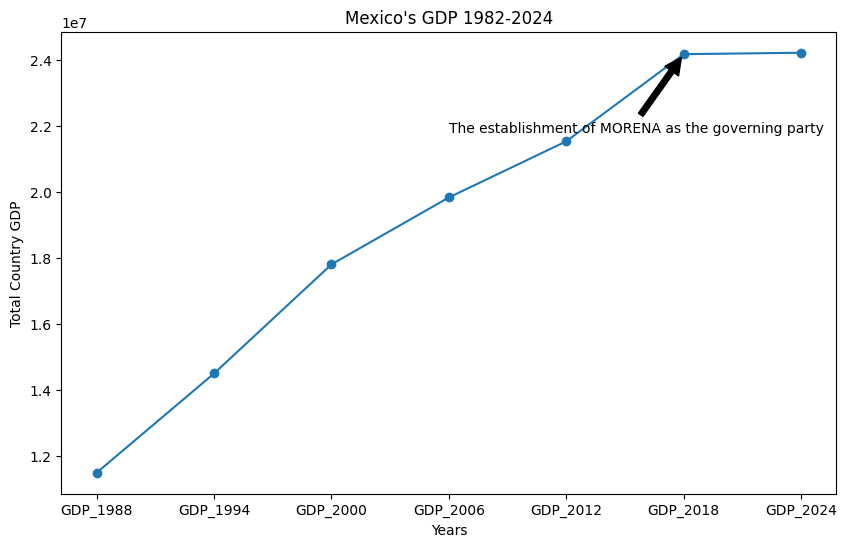 Mexico's GDP 1982-2024
1e7
2.4
2.2
2.0
1.8
1.6
1.4
1.2
Total Country GDP
The establishment of MORENA as the governing party
GDP_1988 GDP_1994 GDP_2000 GDP_2006 GDP_2012 GDP_2018 GDP_2024
Years